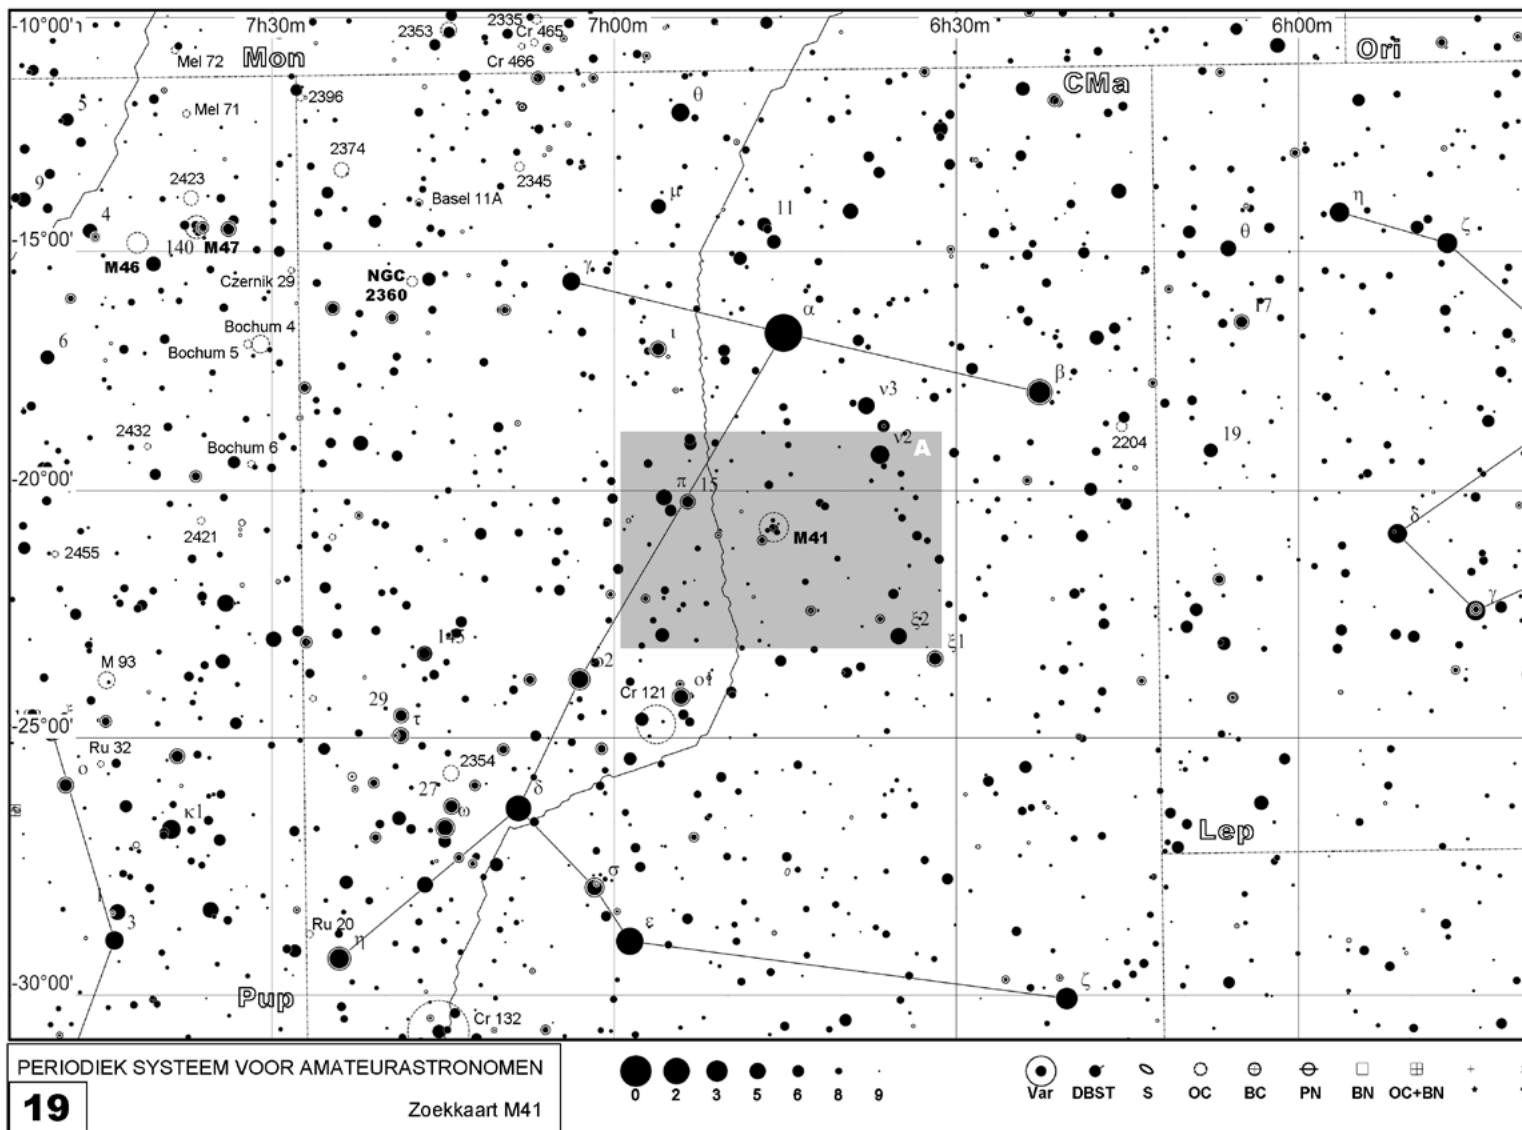 -10°00' 7h30m 2353 2335 7h00m 6h30m 6h00m
Cr 465
Mel 72 Mon Cr 466 CMa Ori
5 Mel 71 2396 θ
2374 2345
9 2423 Basel 11A μ 11 η
4 140 M47 θ ζ
-15°00'
M46 Czernik 29 NGC
2360 γ
Bochum 4 α 17
6 Bochum 5 ι β
ν3
2432 Bochum 6 ν2 A 2204 19
-20°00' π 15 δ
2455 2421 M41
γ
145 ξ2
M 93 ο2 ξ1
29 Cr 121 ο1
-25°00' τ
Ru 32 2354
ο 27 δ
κ1 ω Lep
σ
1
3 Ru 20 η ε
-30°00' ζ
Pup Cr 132
PERIODIEK SYSTEEM VOOR AMATEURASTRONOMEN
19 Zoekkaart M41
0 2 3 5 6 8 9 Var DBST S OC BC PN BN OC+BN *